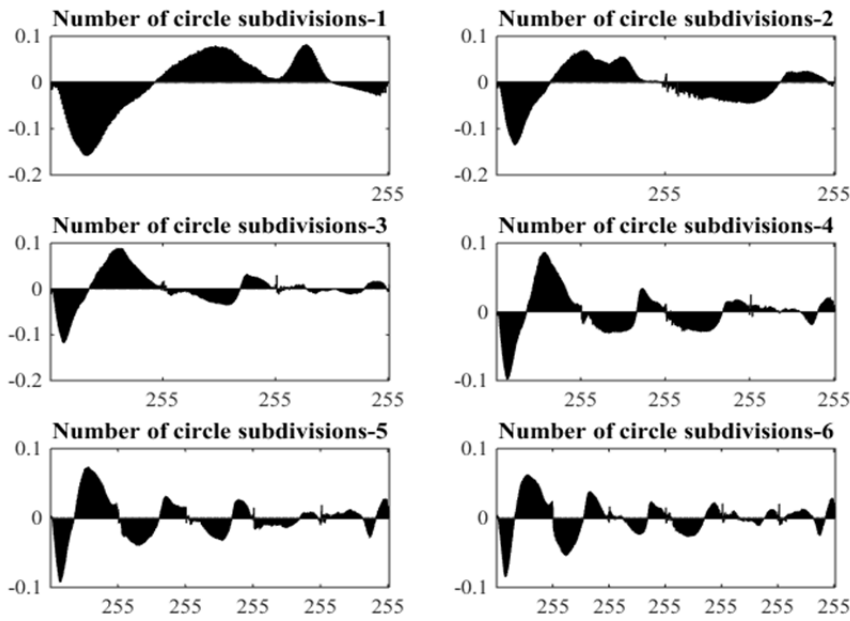 Number of circle subdivisions-1
0.1
0
-0.1
-0.2
255
Number of circle subdivisions-2
0.1
0
-0.1
-0.2
255 255
Number of circle subdivisions-3
0.1
0
-0.1
-0.2
255 255 255
Number of circle subdivisions-4
0.1
0
-0.1
255 255 255 255
Number of circle subdivisions-5
0.1
0
-0.1
255 255 255 255 255
Number of circle subdivisions-6
0.1
0
-0.1
255 255 255 255 255 255